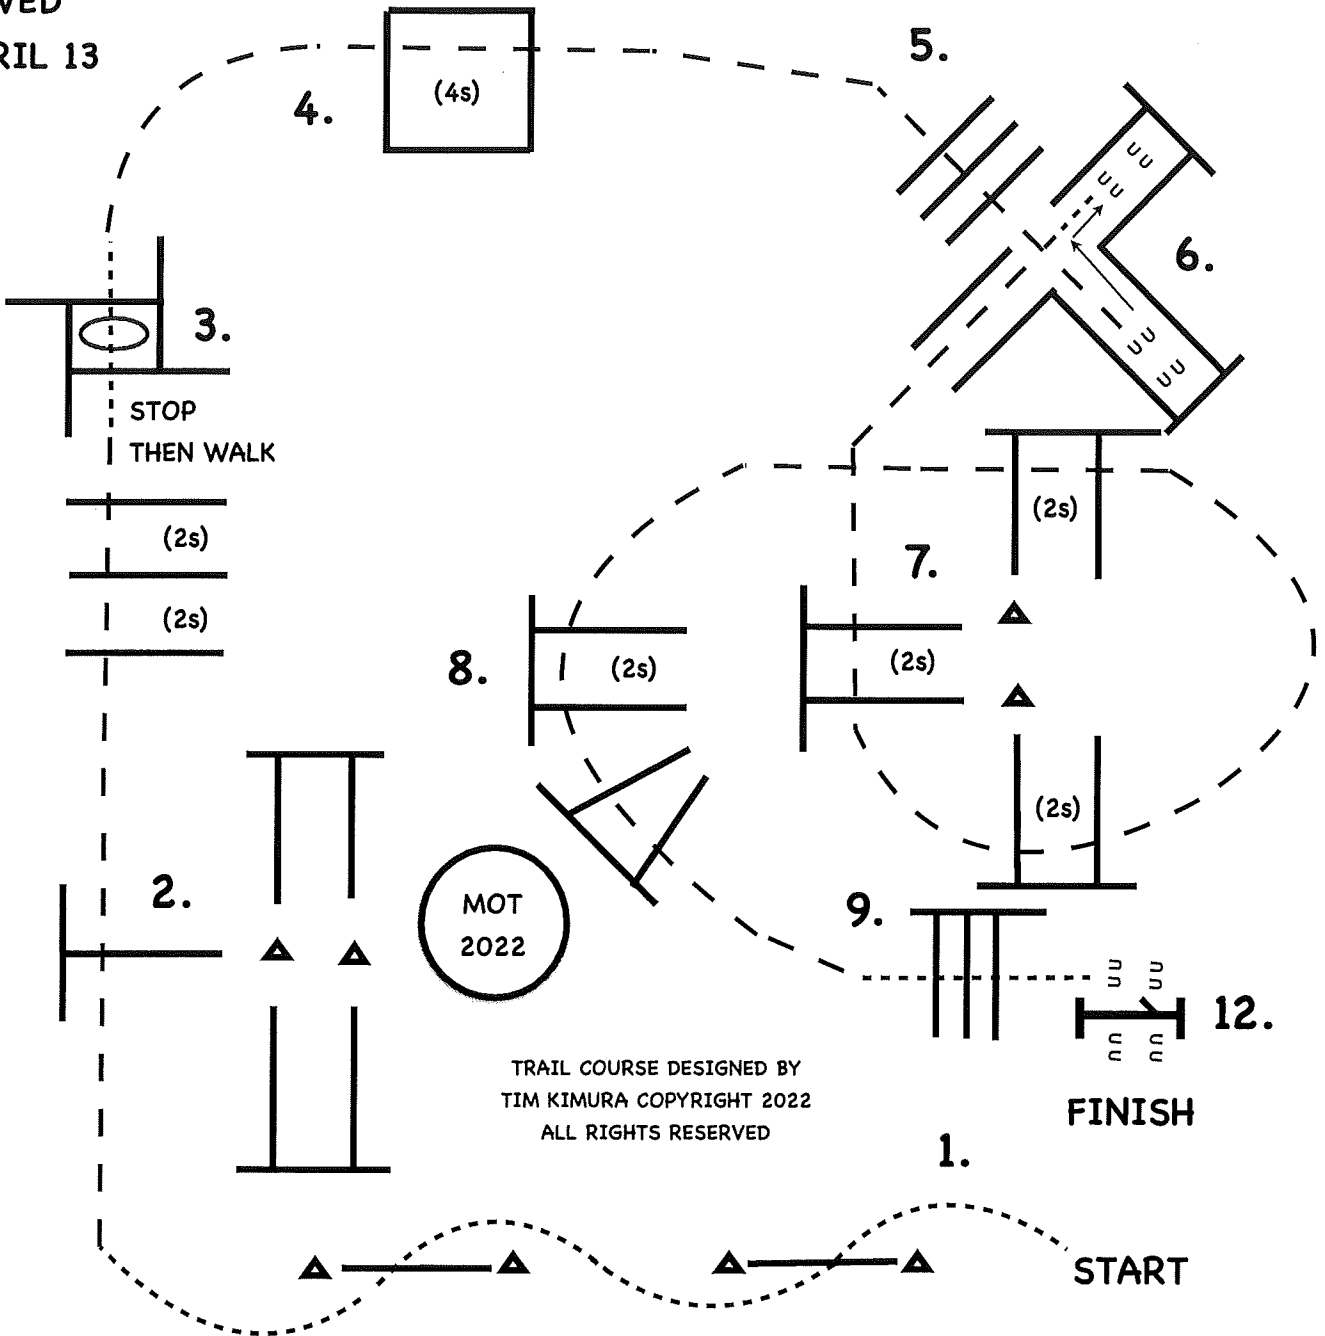 RIL 13
5.
4.
(4s)
6.
3.
STOP
THEN WALK
(2s)
(2s)
(2s)
7.
8.
(2s)
(2s)
(2s)
2.
MOT
2022
9.
12.
TRAIL COURSE DESIGNED BY
TIM KIMURA COPYRIGHT 2022
ALL RIGHTS RESERVED
FINISH
1.
START